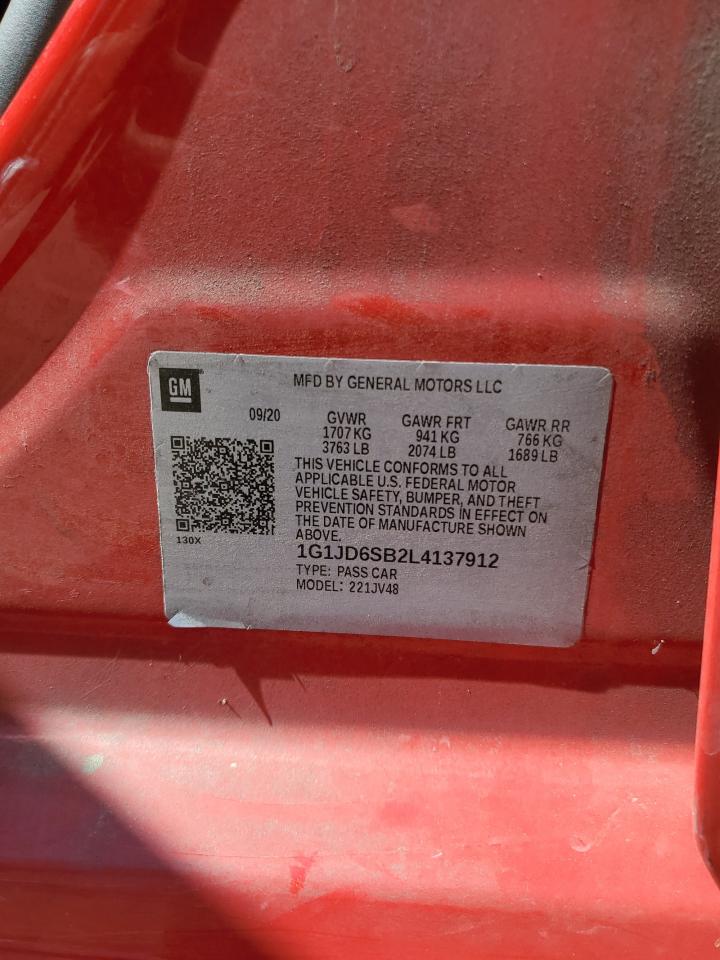 GM
MFD BY GENERAL MOTORS LLC
09/20 GVWR GAWR FRT GAWR RR
1707 KG 941 KG 766 KG
3763 LB 2074 LB 1689 LB
THIS VEHICLE CONFORMS TO ALL
APPLICABLE U.S. FEDERAL MOTOR
VEHICLE SAFETY, BUMPER, AND THEFT
PREVENTION STANDARDS IN EFFECT ON
THE DATE OF MANUFACTURE SHOWN
ABOVE.
130X
1G1JD6SB2L4137912
TYPE: PASS CAR
MODEL: 221JV48